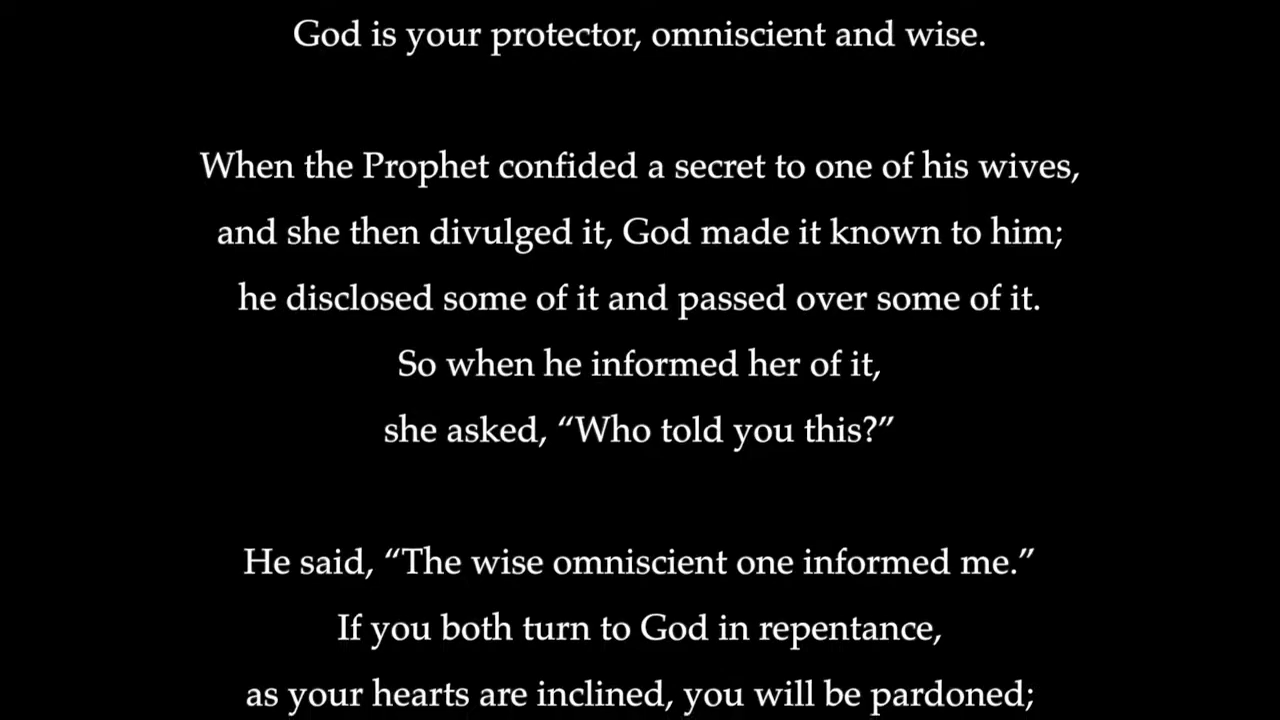 God is your protector, omniscient and wise.
When the Prophet confided a secret to one of his wives,
and she then divulged it, God made it known to him;
he disclosed some of it and passed over some of it.
So when he informed her of it,
she asked, “Who told you this?”
He said, “The wise omniscient one informed me.”
If you both turn to God in repentance,
as your hearts are inclined, you will be pardoned;